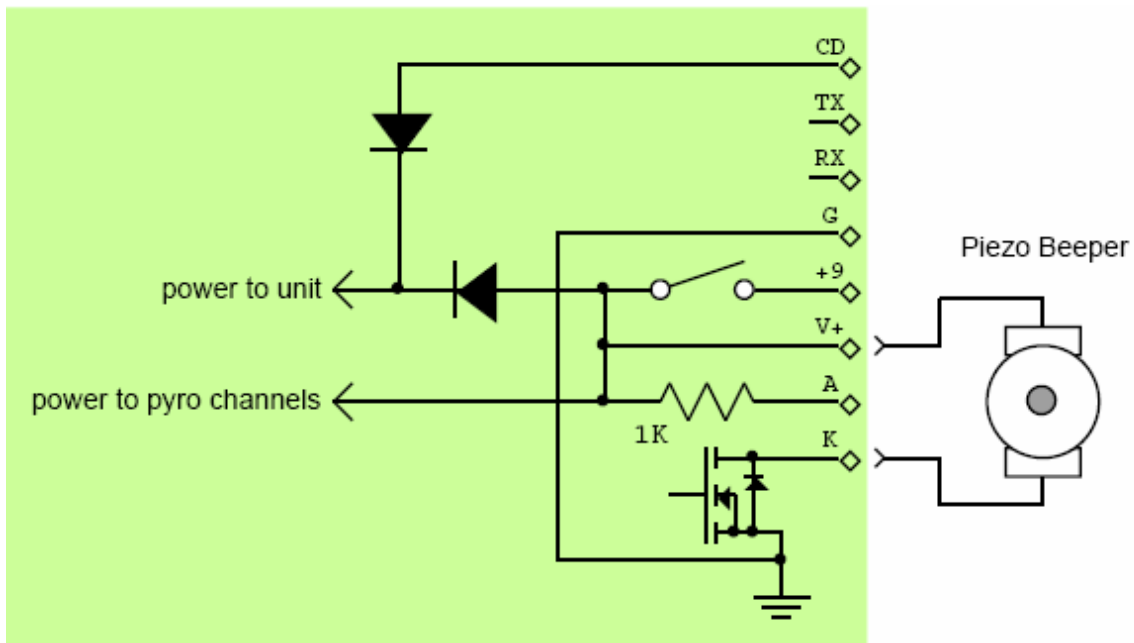 CD
TX
RX
G
Piezo Beeper
power to unit
+9
V+
power to pyro channels
A
1K
K